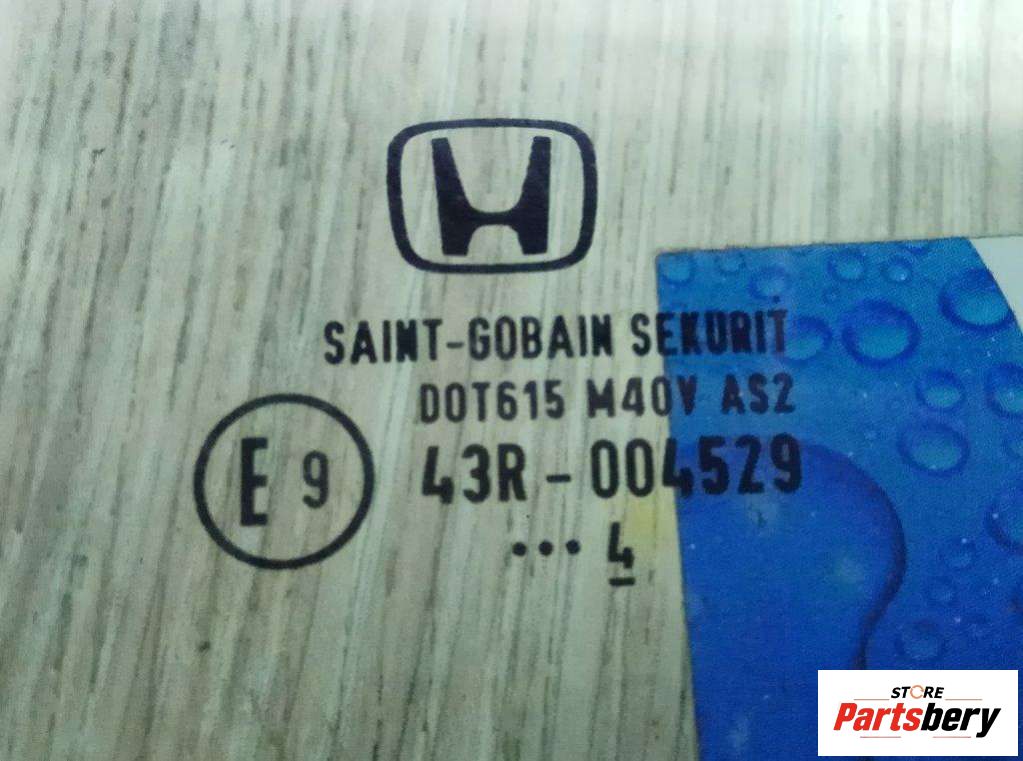 SAINT-GOBAIN SEKURIT
DOT615 M40V AS2
E 9
43R - 004529
... 4
STORE
Partsbery